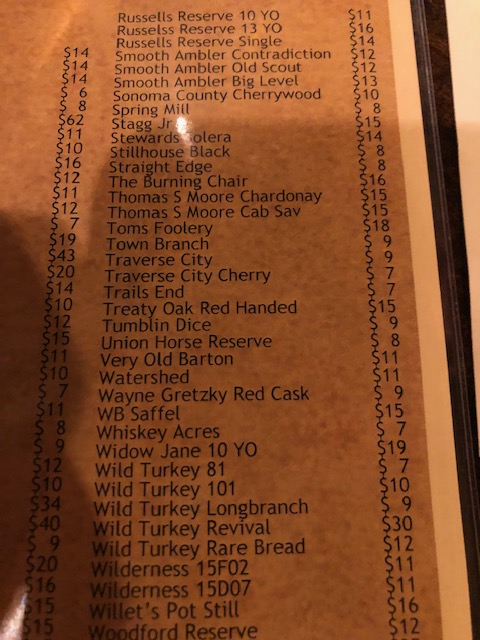 $14
$14
$14
$ 6
$ 8
$62
$11
$10
$16
$12
$11
$12
$ 7
$19
$43
$20
$14
$10
$12
$15
$11
$10
$ 7
$11
$ 8
$ 9
$12
$10
$34
$40
$ 9
$20
$16
$15
$15
Russells Reserve 10 YO $11
Russelss Reserve 13 YO $16
Russells Reserve Single $14
Smooth Ambler Contradiction $12
Smooth Ambler Old Scout $12
Smooth Ambler Big Level $13
Sonoma County Cherrywood $10
Spring Mill $ 8
Stagg Jr $15
Stewards Solera $14
Stillhouse Black $ 8
Straight Edge $ 8
The Burning Chair $16
Thomas S Moore Chardonay $15
Thomas S Moore Cab Sav $15
Toms Foolery $18
Town Branch $ 9
Traverse City $ 9
Traverse City Cherry $ 7
Trails End $ 7
Treaty Oak Red Handed $15
Tumblin Dice $ 9
Union Horse Reserve $ 8
Very Old Barton $11
Watershed $11
Wayne Gretzky Red Cask $ 9
WB Saffel $15
Whiskey Acres $ 7
Widow Jane 10 YO $19
Wild Turkey 81 $ 7
Wild Turkey 101 $10
Wild Turkey Longbranch $ 9
Wild Turkey Revival $30
Wild Turkey Rare Bread $12
Wilderness 15F02 $11
Wilderness 15D07 $11
Willet's Pot Still $16
Woodford Reserve $12